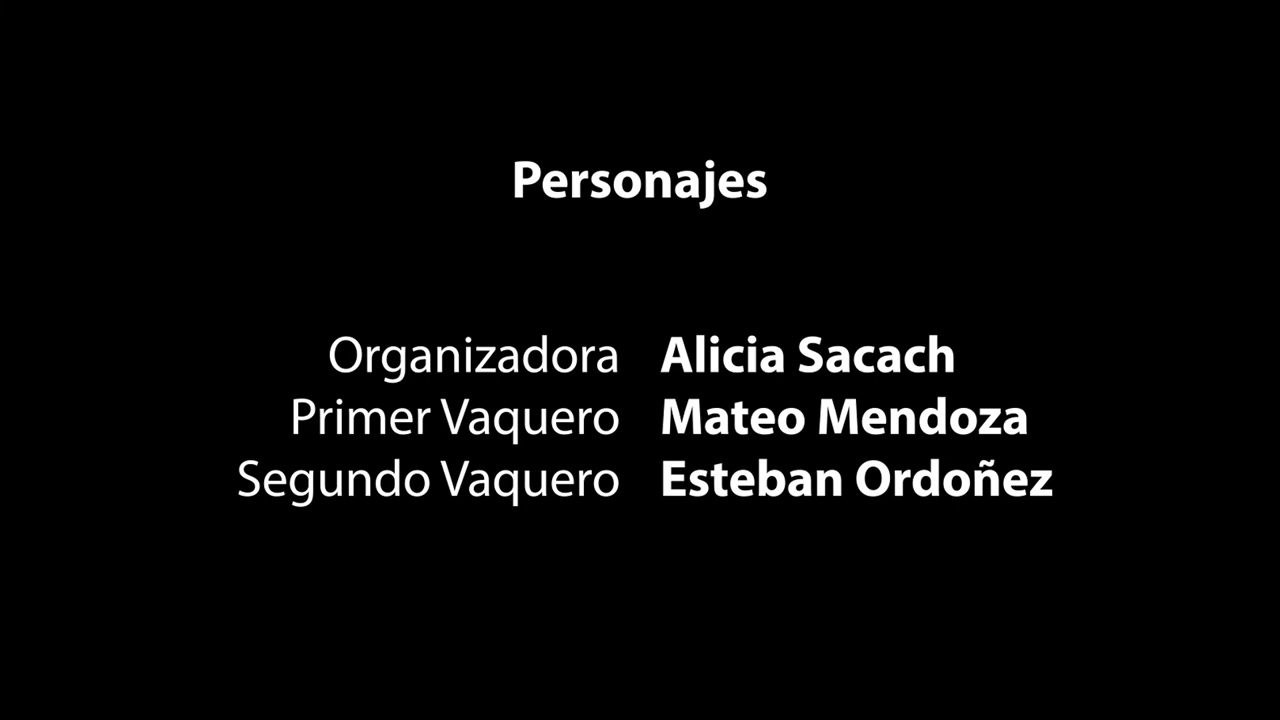 Personajes
Organizadora Alicia Sacach
Primer Vaquero Mateo Mendoza
Segundo Vaquero Esteban Ordoñez